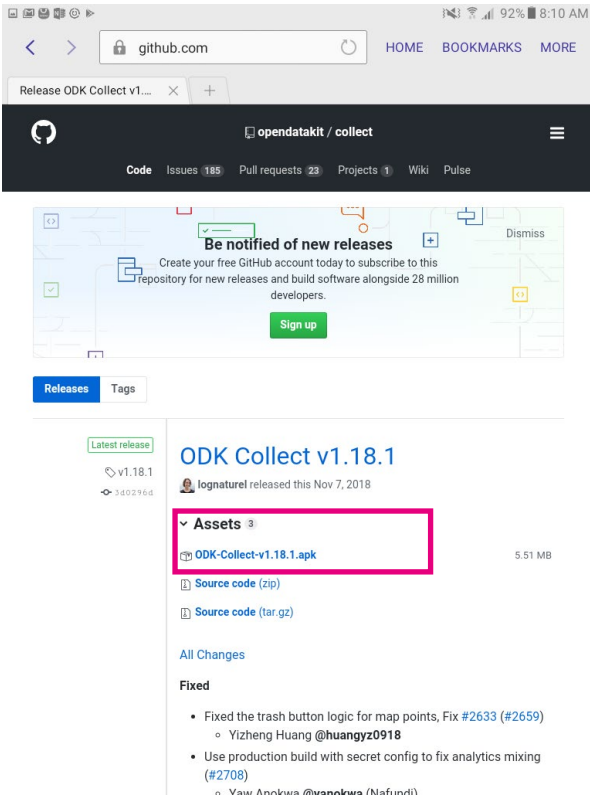 92% 8:10 AM
github.com HOME BOOKMARKS MORE
Release ODK Collect v1....
opendatakit / collect
Code Issues 185 Pull requests 23 Projects 1 Wiki Pulse
Dismiss
Be notified of new releases
Create your free GitHub account today to subscribe to this
repository for new releases and build software alongside 28 million
developers.
Sign up
Releases Tags
Latest release
v1.18.1
3d0296d
ODK Collect v1.18.1
lognaturel released this Nov 7, 2018
Assets 3
ODK-Collect-v1.18.1.apk 5.51 MB
Source code (zip)
Source code (tar.gz)
All Changes
Fixed
• Fixed the trash button logic for map points, Fix #2633 (#2659)
◦ Yizheng Huang @huangyz0918
• Use production build with secret config to fix analytics mixing
(#2708)
◦ Yaw Anokwa @yanokwa (Nafundi)